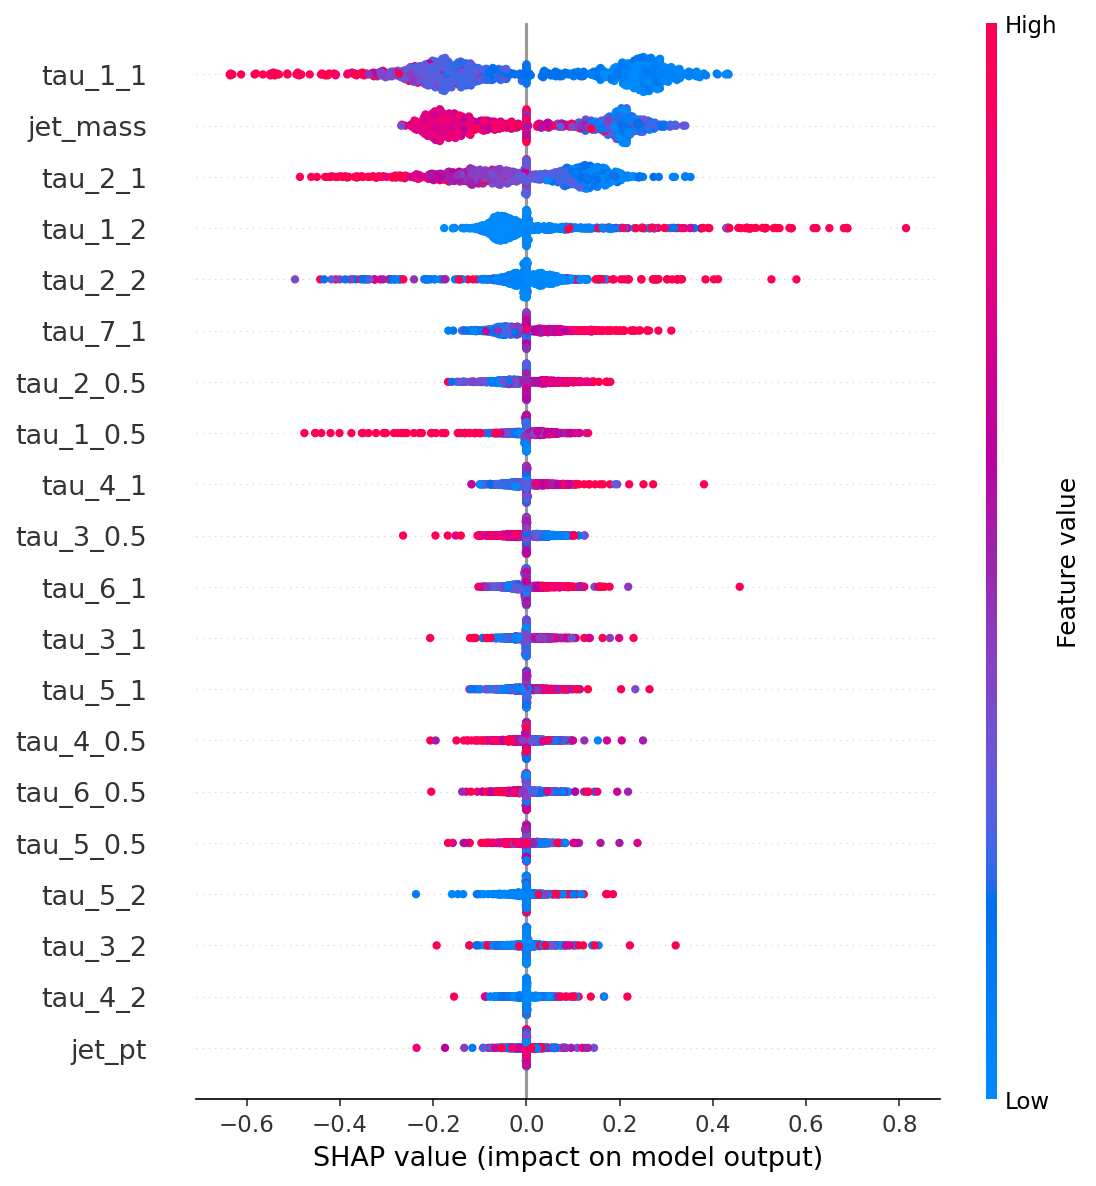 High
tau_1_1
jet_mass
tau_2_1
tau_1_2
tau_2_2
tau_7_1
tau_2_0.5
tau_1_0.5
tau_4_1
tau_3_0.5
tau_6_1
tau_3_1
tau_5_1
tau_4_0.5
tau_6_0.5
tau_5_0.5
tau_5_2
tau_3_2
tau_4_2
jet_pt
Feature value
Low
−0.6 −0.4 −0.2 0.0 0.2 0.4 0.6 0.8
SHAP value (impact on model output)